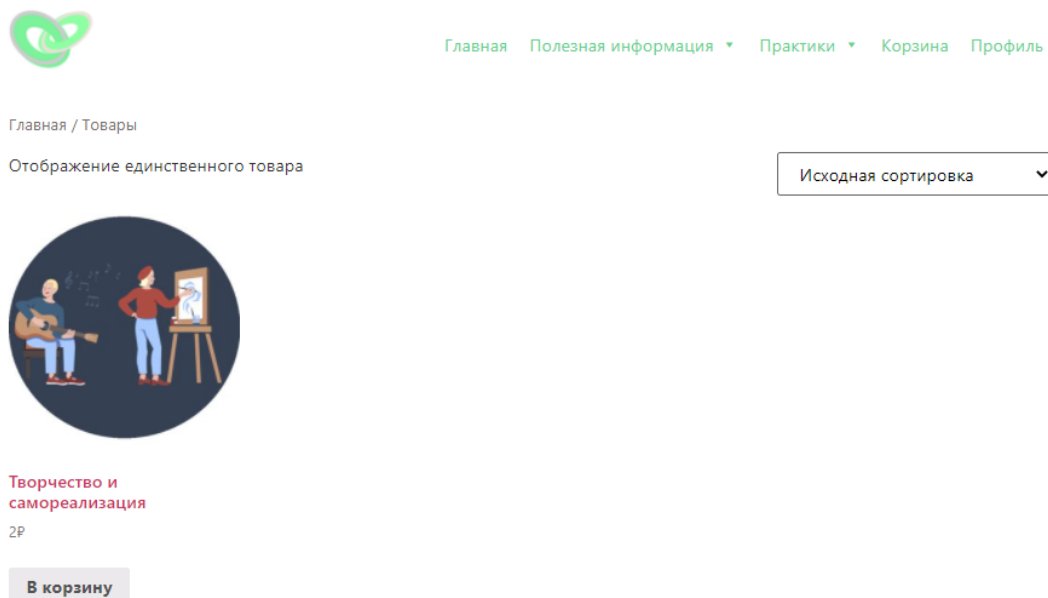 Главная Полезная информация Практики Корзина Профиль
Главная / Товары
Отображение единственного товара
Исходная сортировка
Творчество и
самореализация
2₽
В корзину